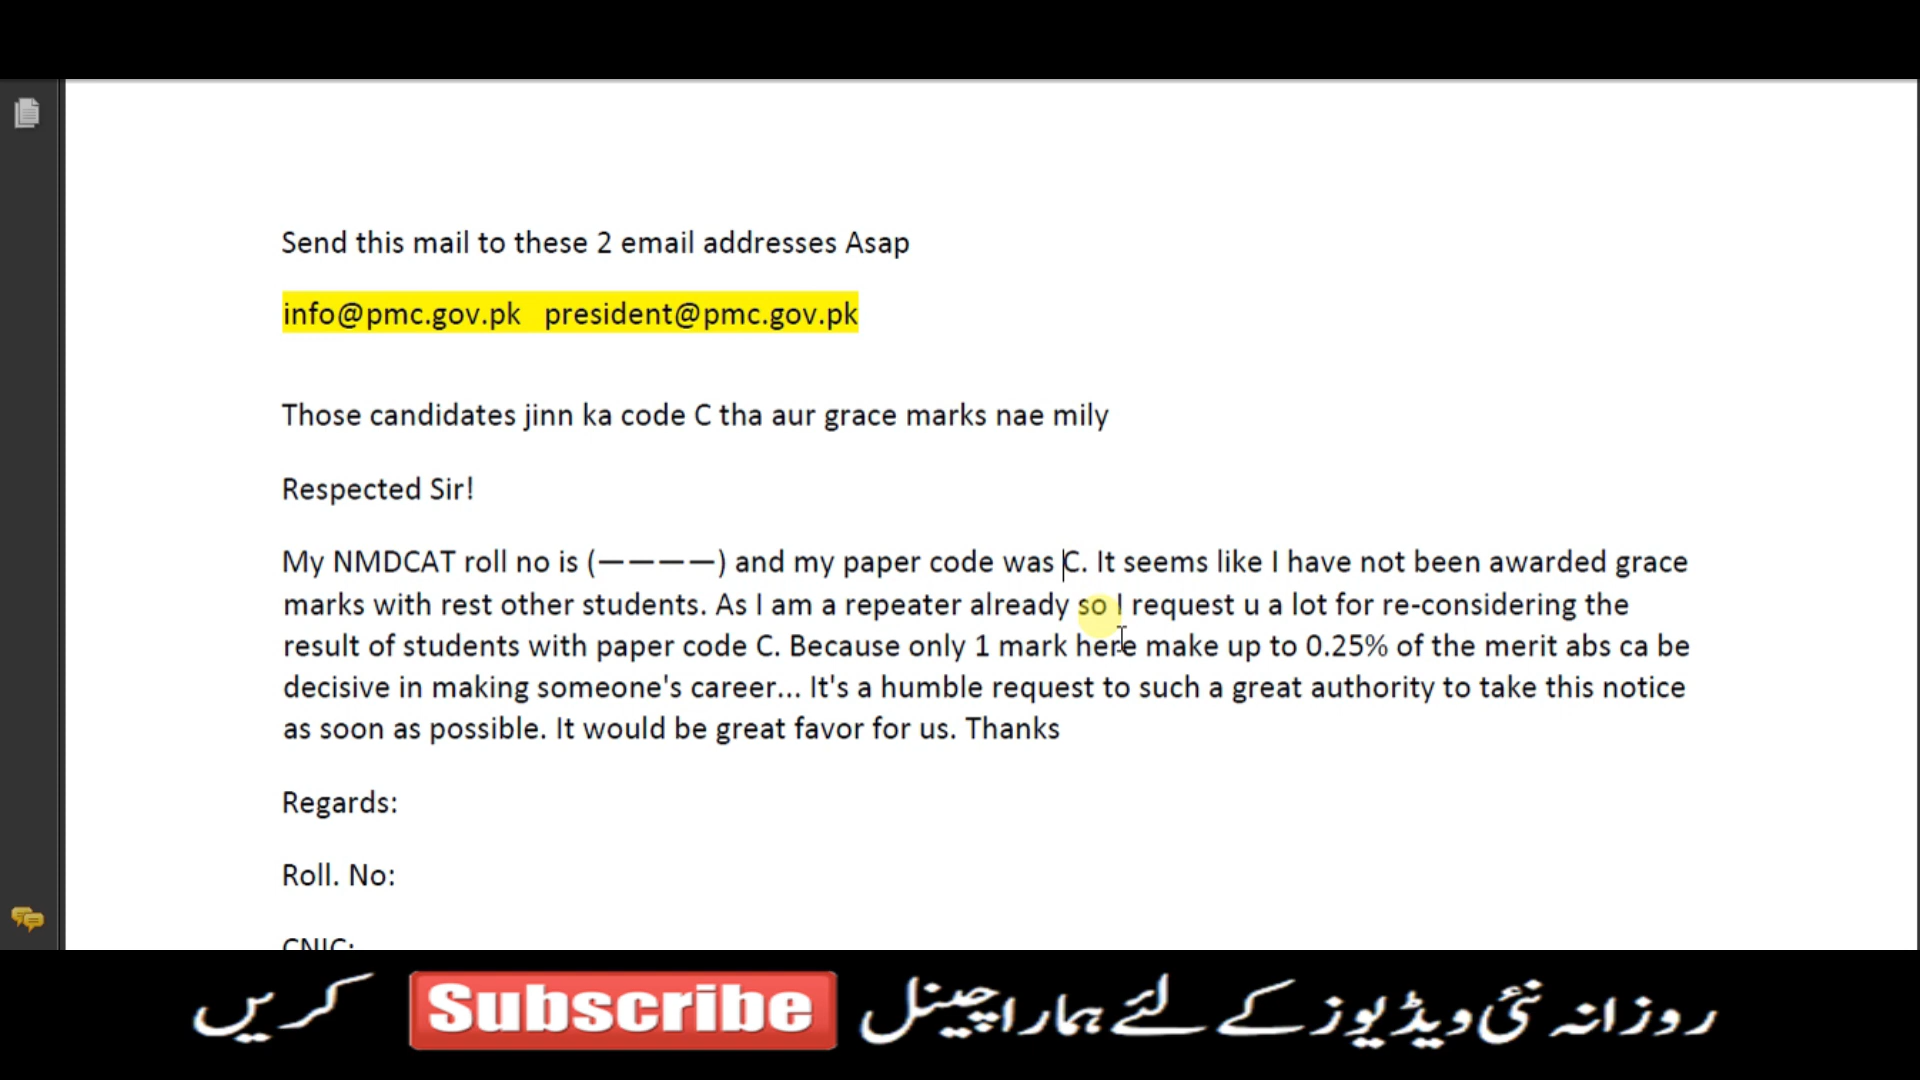 Send this mail to these 2 email addresses Asap
info@pmc.gov.pk president@pmc.gov.pk
Those candidates jinn ka code C tha aur grace marks nae mily
Respected Sir!
My NMDCAT roll no is (————) and my paper code was C. It seems like I have not been awarded grace
marks with rest other students. As I am a repeater already so I request u a lot for re-considering the
result of students with paper code C. Because only 1 mark here make up to 0.25% of the merit abs ca be
decisive in making someone's career... It's a humble request to such a great authority to take this notice
as soon as possible. It would be great favor for us. Thanks
Regards:
Roll. No:
CNIC:
روزانہ نئی ویڈیوز کے لئے ہمارا چینل Subscribe کریں